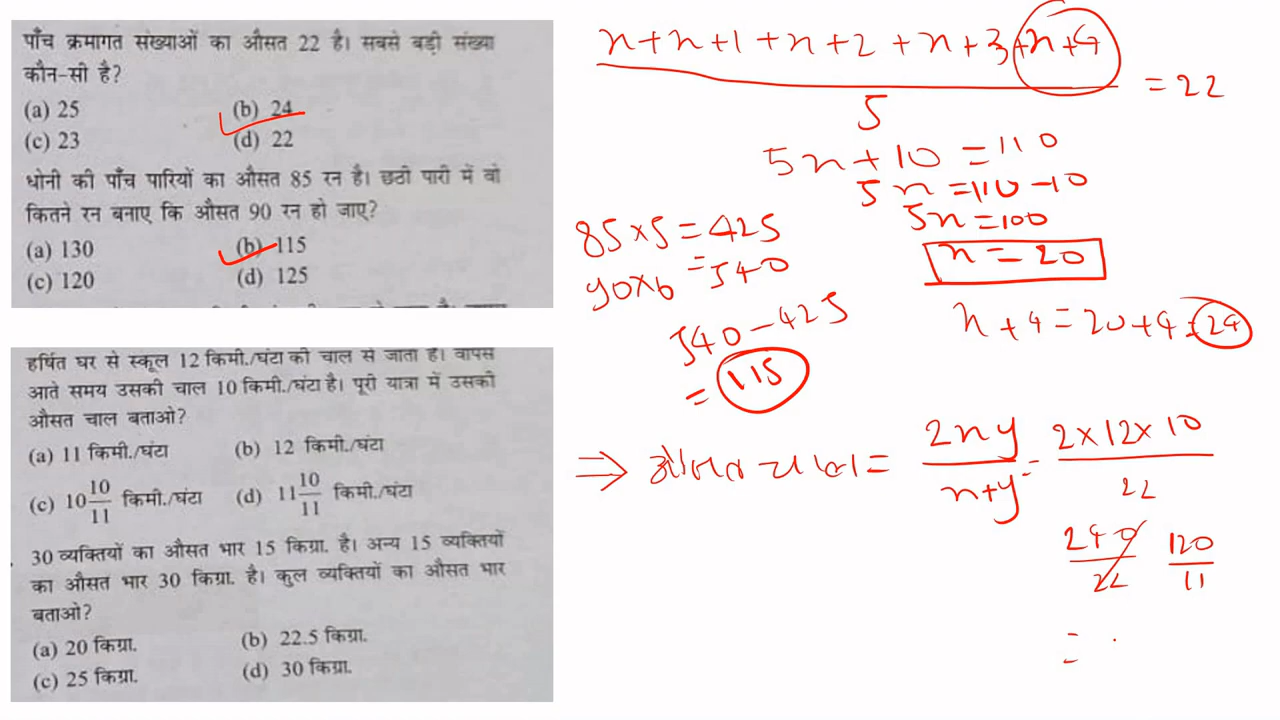 पाँच क्रमागत संख्याओं का औसत 22 है। सबसे बड़ी संख्या
कौन-सी है?
(a) 25 (b) 24
(c) 23 (d) 22
धोनी की पाँच पारियों का औसत 85 रन है। छठी पारी में वो
कितने रन बनाए कि औसत 90 रन हो जाए?
(a) 130 (b) 115
(c) 120 (d) 125
हर्षित घर से स्कूल 12 किमी./घंटा की चाल से जाता है। वापस
आते समय उसकी चाल 10 किमी./घंटा है। पूरी यात्रा में उसकी
औसत चाल बताओ?
(a) 11 किमी./घंटा (b) 12 किमी./घंटा
(c) 10 10/11 किमी./घंटा (d) 11 10/11 किमी./घंटा
30 व्यक्तियों का औसत भार 15 किग्रा. है। अन्य 15 व्यक्तियों
का औसत भार 30 किग्रा. है। कुल व्यक्तियों का औसत भार
बताओ?
(a) 20 किग्रा. (b) 22.5 किग्रा.
(c) 25 किग्रा. (d) 30 किग्रा.
x+x+1+x+2+x+3+x+4
= 22
5
5x+10 = 110
5x = 110-10
5x = 100
x = 20
x+4 = 20+4 = 24
85×5 = 425
90×6 = 540
540-425
= 115
⇒ औसत चाल = 2xy/x+y = 2×12×10/22
240/22 120/11
=